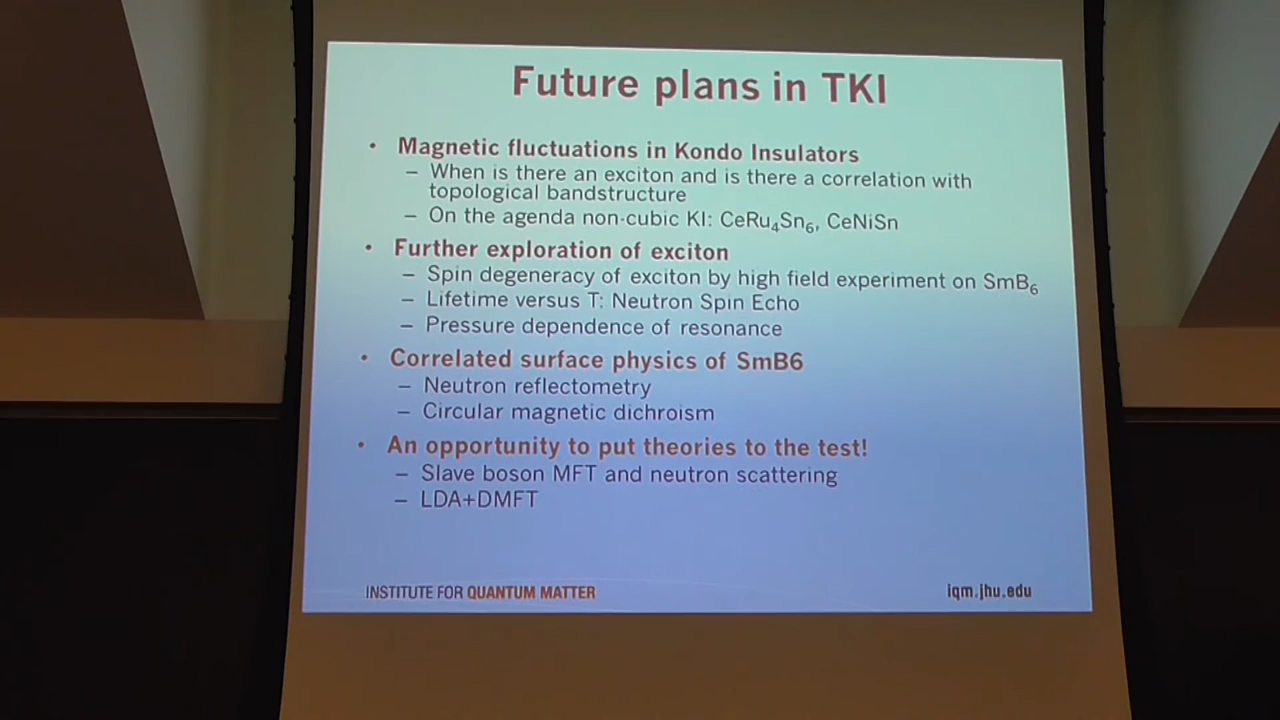 Future plans in TKI
• Magnetic fluctuations in Kondo Insulators
– When is there an exciton and is there a correlation with
topological bandstructure
– On the agenda non-cubic KI: CeRu₄Sn₆, CeNiSn
• Further exploration of exciton
– Spin degeneracy of exciton by high field experiment on SmB₆
– Lifetime versus T: Neutron Spin Echo
– Pressure dependence of resonance
• Correlated surface physics of SmB6
– Neutron reflectometry
– Circular magnetic dichroism
• An opportunity to put theories to the test!
– Slave boson MFT and neutron scattering
– LDA+DMFT
INSTITUTE FOR QUANTUM MATTER
iqm.jhu.edu